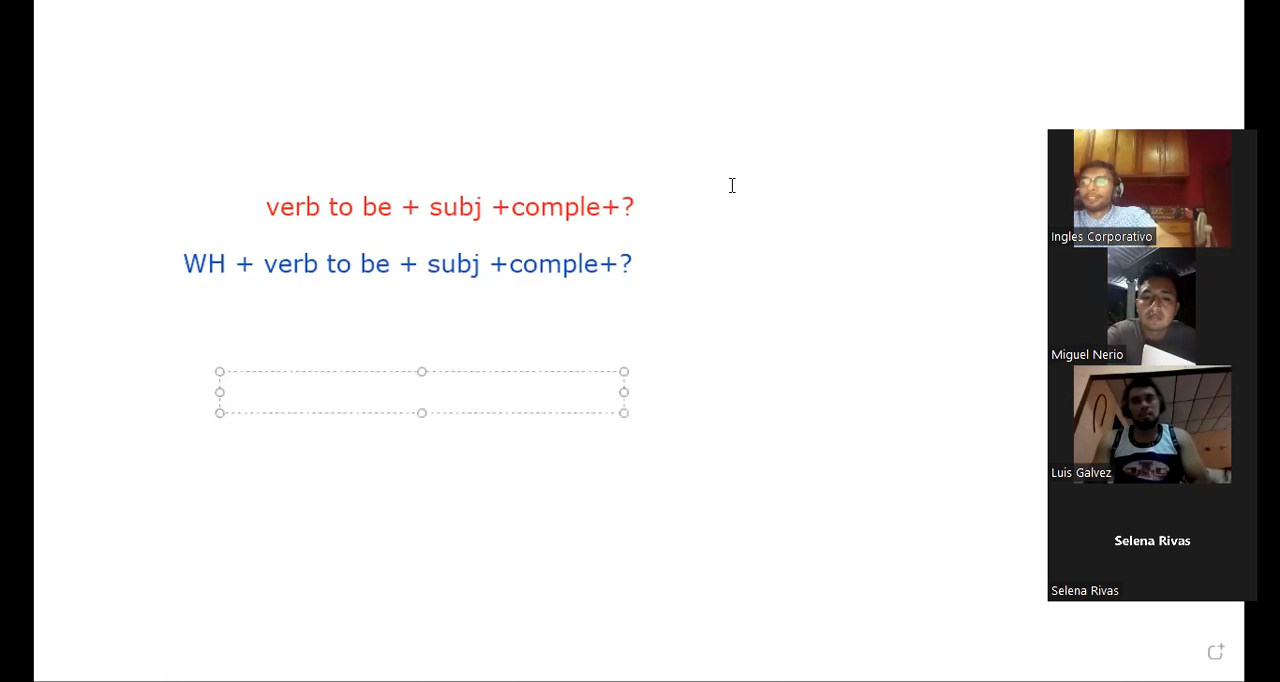 verb to be + subj +comple+?
WH + verb to be + subj +comple+?
Ingles Corporativo
Miguel Nerio
Luis Galvez
Selena Rivas
Selena Rivas